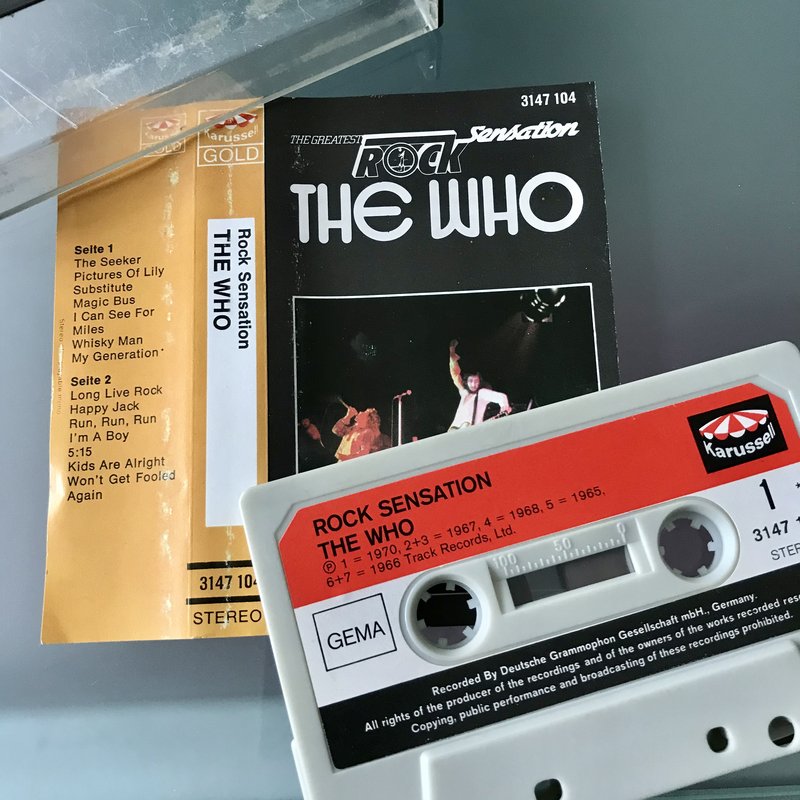 3147 104
THE GREATEST ROCK Sensation
THE WHO
Karussell
GOLD
Karussell
GOLD
Seite 1
The Seeker
Pictures Of Lily
Substitute
Magic Bus
I Can See For
Miles
Whisky Man
My Generation*
Seite 2
Long Live Rock
Happy Jack
Run, Run, Run
I'm A Boy
5:15
Kids Are Alright
Won't Get Fooled
Again
Stereo
Rock Sensation
THE WHO
3147 104
STEREO
Karussell
ROCK SENSATION
THE WHO
Ⓟ 1 = 1970, 2+3 = 1967, 4 = 1968, 5 = 1965,
6+7 = 1966 Track Records, Ltd.
100 50 0
1
3147 1
STER
GEMA
Recorded By Deutsche Grammophon Gesellschaft mbH., Germany.
All rights of the producer of the recordings and of the owners of the works recorded rese
Copying, public performance and broadcasting of these recordings prohibited.